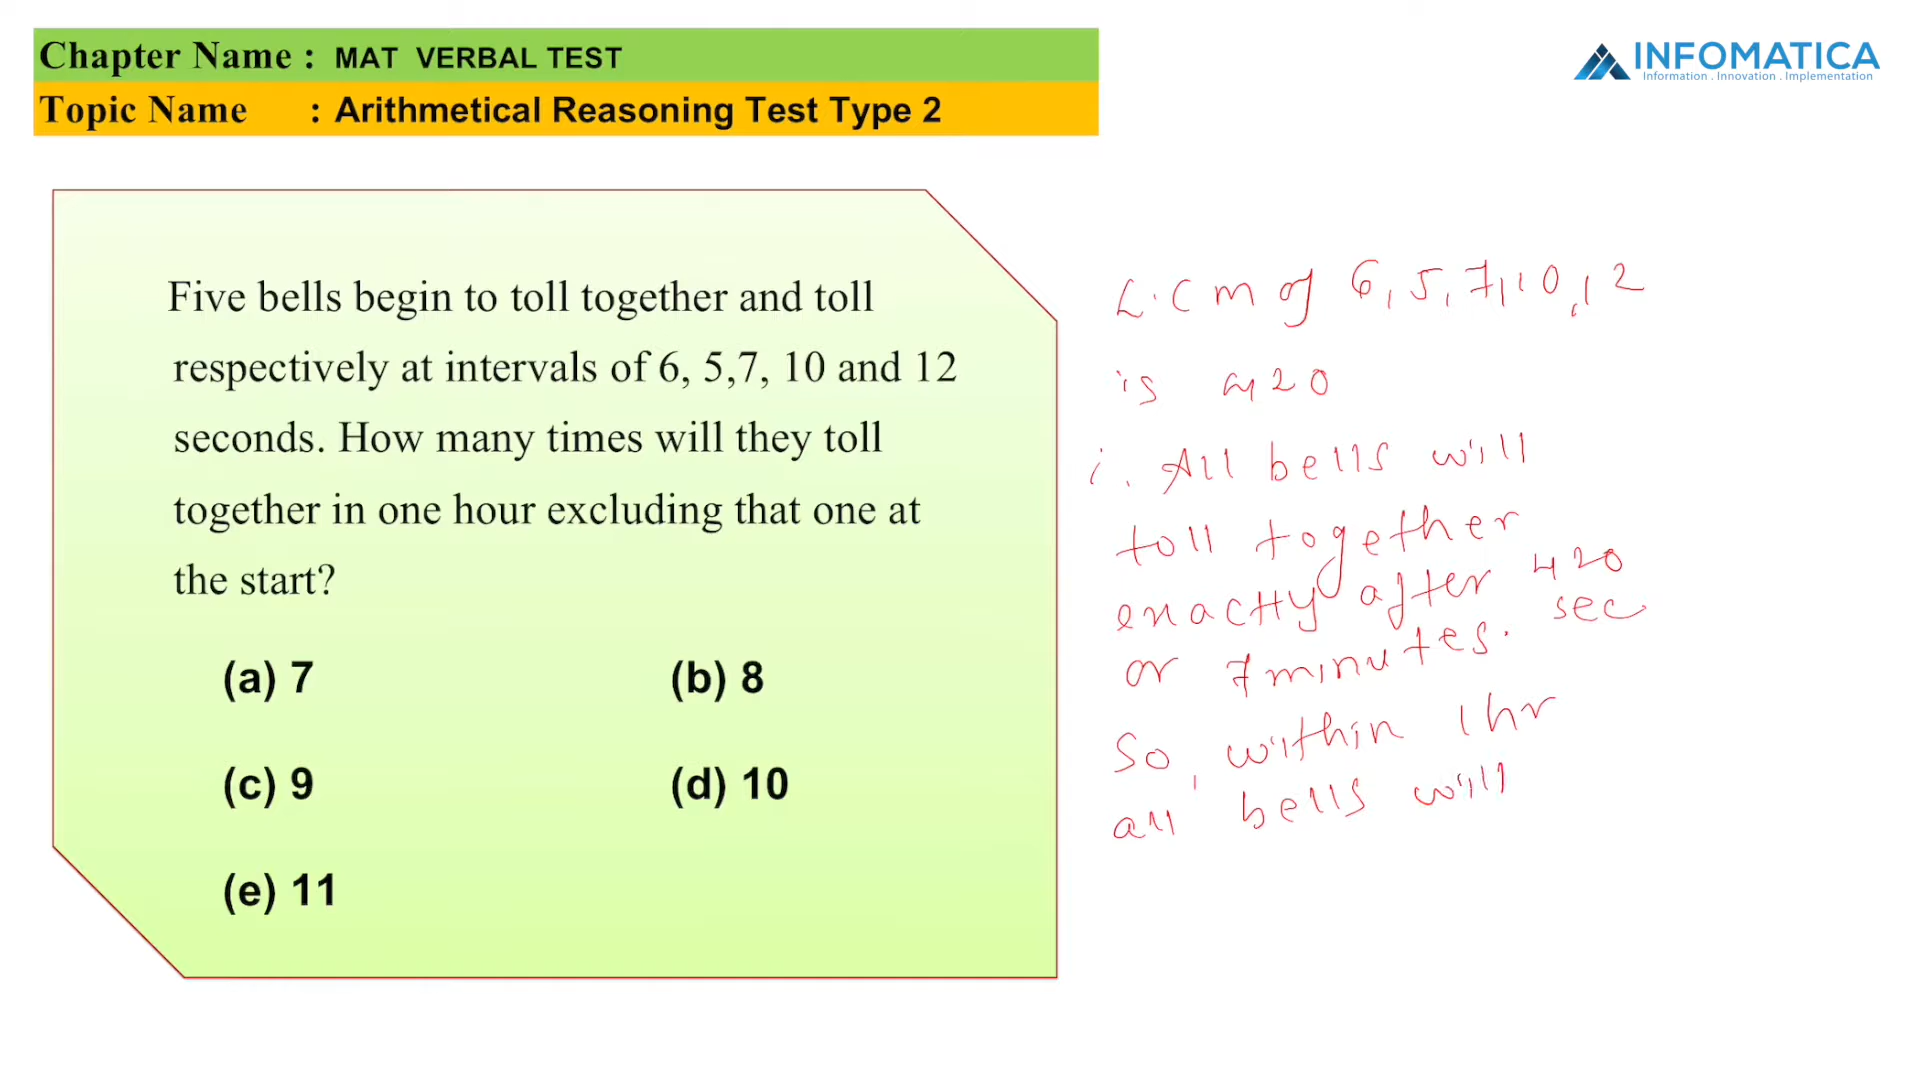 Chapter Name : MAT VERBAL TEST
INFOMATICA
Information . Innovation . Implementation
Topic Name : Arithmetical Reasoning Test Type 2
Five bells begin to toll together and toll
respectively at intervals of 6, 5,7, 10 and 12
seconds. How many times will they toll
together in one hour excluding that one at
the start?
(a) 7 (b) 8
(c) 9 (d) 10
(e) 11
L.C m of 6, 5, 7, 10, 12
is 420
∴ All bells will
toll together
exactly after 420
sec
or 7 minutes.
So, within 1 hr
all bells will